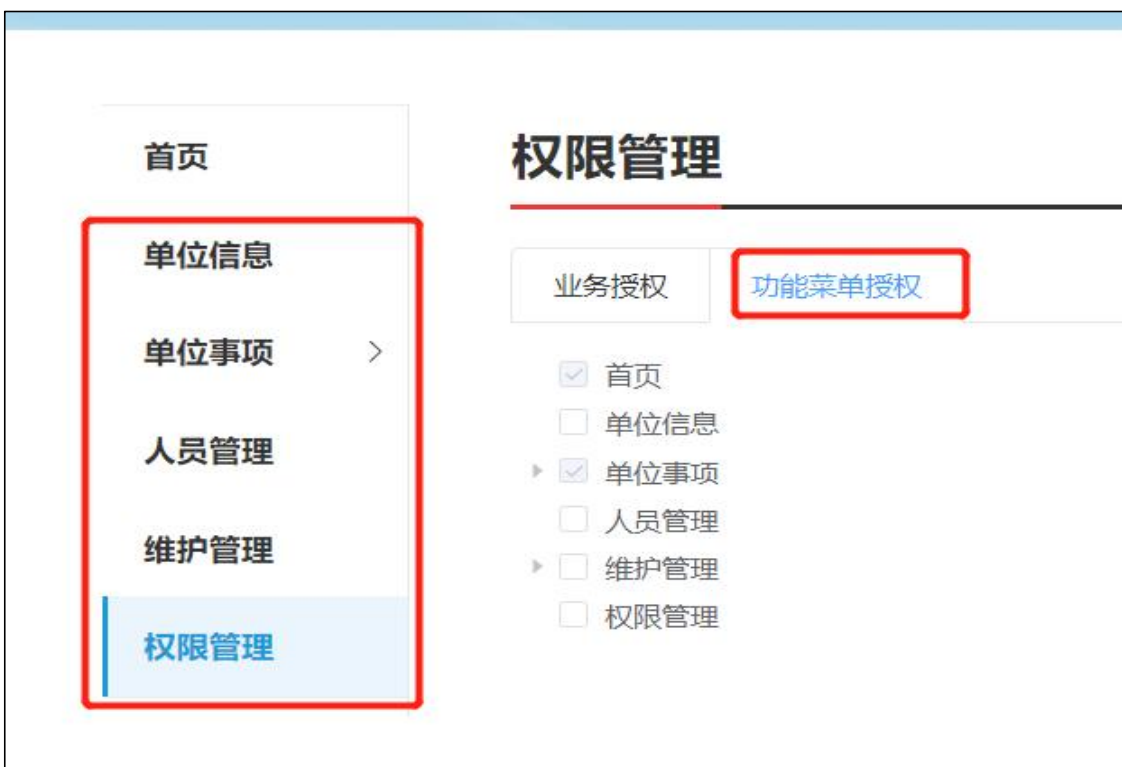 首页
单位信息
单位事项
人员管理
维护管理
权限管理
权限管理
业务授权 功能菜单授权
首页
单位信息
单位事项
人员管理
维护管理
权限管理